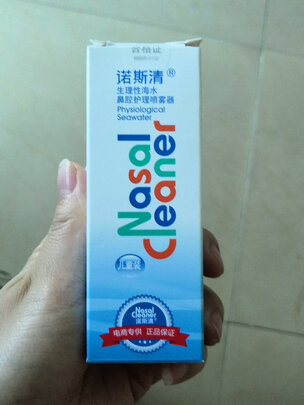 合格证
诺斯清®
生理性海水
鼻腔护理喷雾器
Physiological
Seawater
Nasal
Cleaner
儿童装
Nasal
Cleaner
诺斯清
电商专供 正品保证